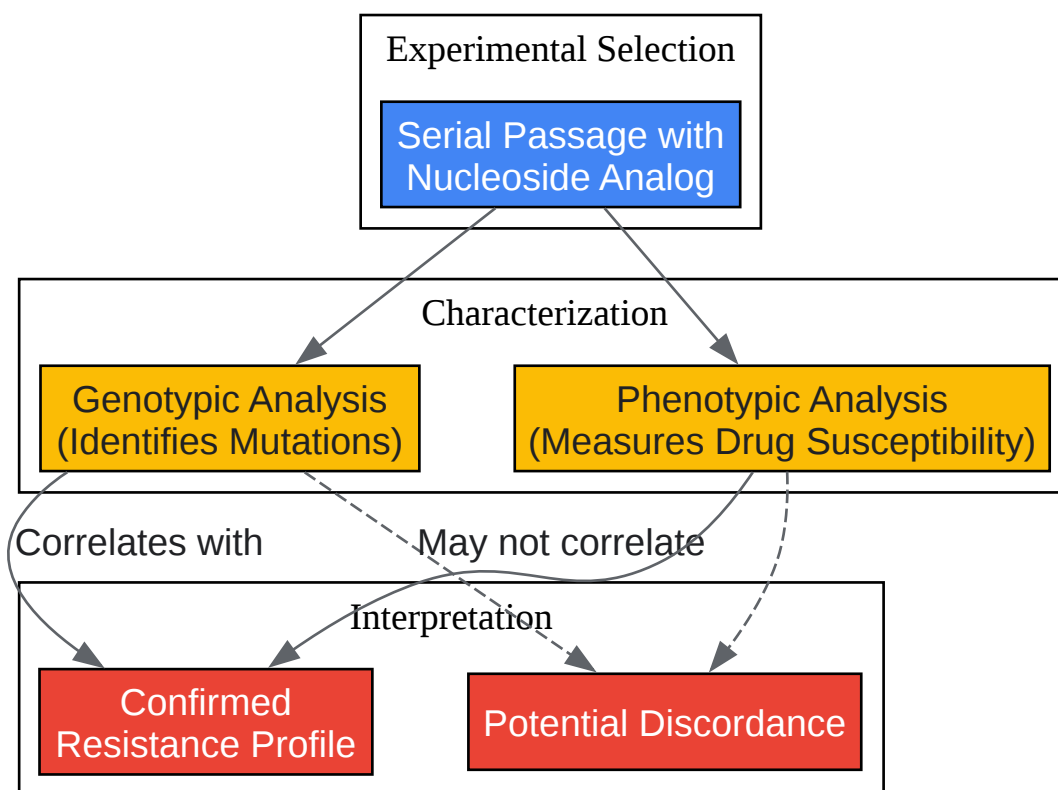 Experimental Selection
Serial Passage with
Nucleoside Analog
Characterization
Genotypic Analysis
(Identifies Mutations)
Phenotypic Analysis
(Measures Drug Susceptibility)
Correlates with
May not correlate
Interpretation
Confirmed
Resistance Profile
Potential Discordance